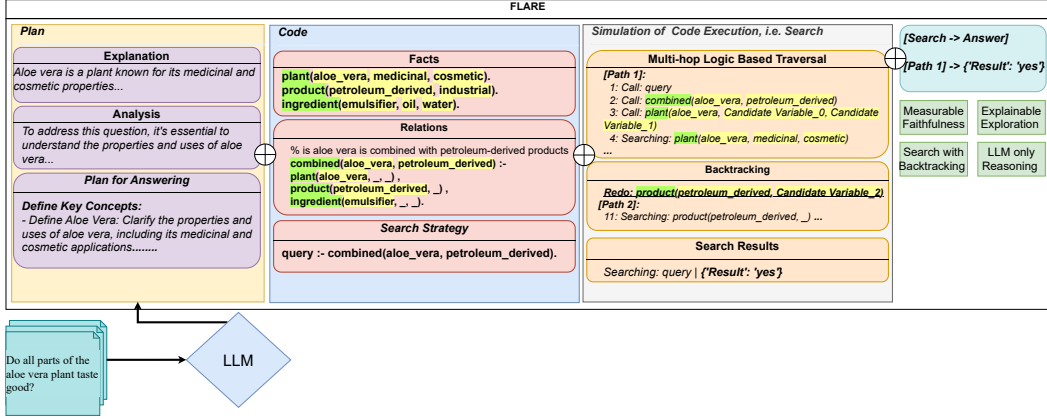 FLARE
Plan
Explanation
Aloe vera is a plant known for its medicinal and
cosmetic properties...
Analysis
To address this question, it's essential to
understand the properties and uses of aloe
vera...
Plan for Answering
Define Key Concepts:
- Define Aloe Vera: Clarify the properties and
uses of aloe vera, including its medicinal and
cosmetic applications........
Code
Facts
plant(aloe_vera, medicinal, cosmetic).
product(petroleum_derived, industrial).
ingredient(emulsifier, oil, water).
Relations
% is aloe vera is combined with petroleum-derived products
combined(aloe_vera, petroleum_derived) :-
plant(aloe_vera, _, _) ,
product(petroleum_derived, _) ,
ingredient(emulsifier, _, _).
Search Strategy
query :- combined(aloe_vera, petroleum_derived).
Simulation of Code Execution, i.e. Search
Multi-hop Logic Based Traversal
[Path 1]:
1: Call: query
2: Call: combined(aloe_vera, petroleum_derived)
3: Call: plant(aloe_vera, Candidate Variable_0, Candidate
Variable_1)
4: Searching: plant(aloe_vera, medicinal, cosmetic)
...
Backtracking
Redo: product(petroleum_derived, Candidate Variable_2)
[Path 2]:
11: Searching: product(petroleum_derived, _) ...
Search Results
Searching: query | {'Result': 'yes'}
[Search -> Answer]
[Path 1] -> {'Result': 'yes'}
Measurable
Faithfulness
Explainable
Exploration
Search with
Backtracking
LLM only
Reasoning
Do all parts of the
aloe vera plant taste
good?
LLM